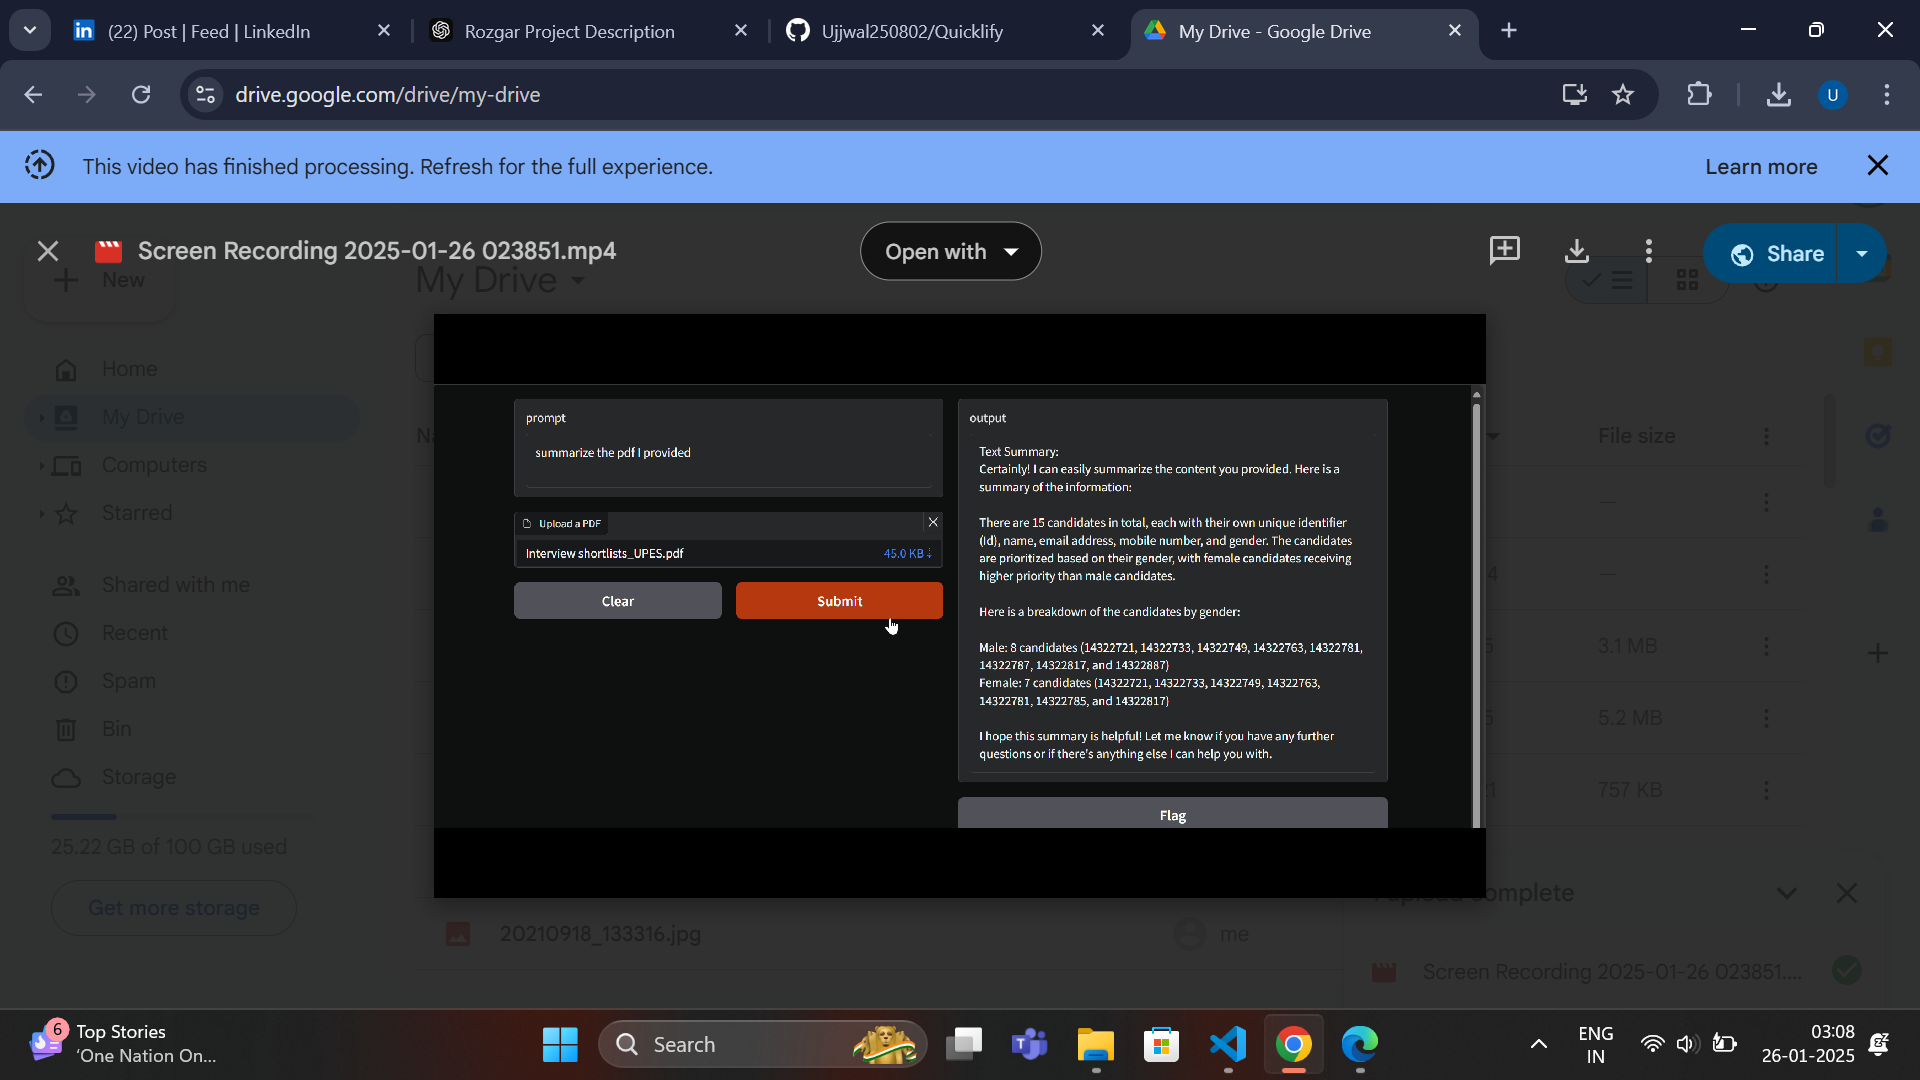 (22) Post | Feed | LinkedIn
Rozgar Project Description
Ujjwal250802/Quicklify
My Drive - Google Drive
drive.google.com/drive/my-drive
U
This video has finished processing. Refresh for the full experience.
Learn more
Screen Recording 2025-01-26 023851.mp4
Open with
Share
New
My Drive
Home
My Drive
Computers
Starred
Shared with me
Recent
Spam
Bin
Storage
25.22 GB of 100 GB used
Get more storage
File size
3.1 MB
5.2 MB
757 KB
prompt
summarize the pdf I provided
Upload a PDF
Interview shortlists_UPES.pdf
45.0 KB ↓
Clear
Submit
output
Text Summary:
Certainly! I can easily summarize the content you provided. Here is a
summary of the information:
There are 15 candidates in total, each with their own unique identifier
(Id), name, email address, mobile number, and gender. The candidates
are prioritized based on their gender, with female candidates receiving
higher priority than male candidates.
Here is a breakdown of the candidates by gender:
Male: 8 candidates (14322721, 14322733, 14322749, 14322763, 14322781,
14322787, 14322817, and 14322887)
Female: 7 candidates (14322721, 14322733, 14322749, 14322763,
14322781, 14322785, and 14322817)
I hope this summary is helpful! Let me know if you have any further
questions or if there's anything else I can help you with.
Flag
20210918_133316.jpg
me
complete
Screen Recording 2025-01-26 023851....
6
Top Stories
'One Nation On...
Search
ENG
IN
03:08
26-01-2025